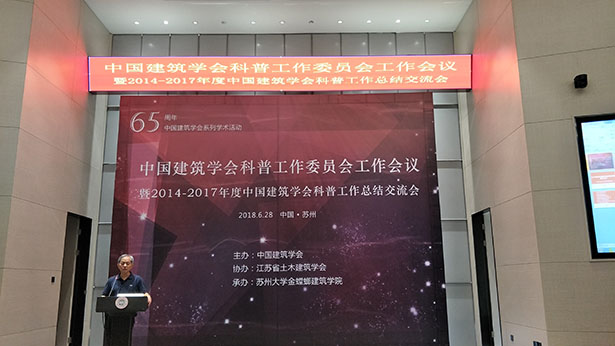 中国建筑学会科普工作委员会工作会议
暨2014-2017年度中国建筑学会科普工作总结交流会
65周年
中国建筑学会系列学术活动
中国建筑学会科普工作委员会工作会议
暨2014-2017年度中国建筑学会科普工作总结交流会
2018.6.28 中国·苏州
主办：中国建筑学会
协办：江苏省土木建筑学会
承办：苏州大学金螳螂建筑学院